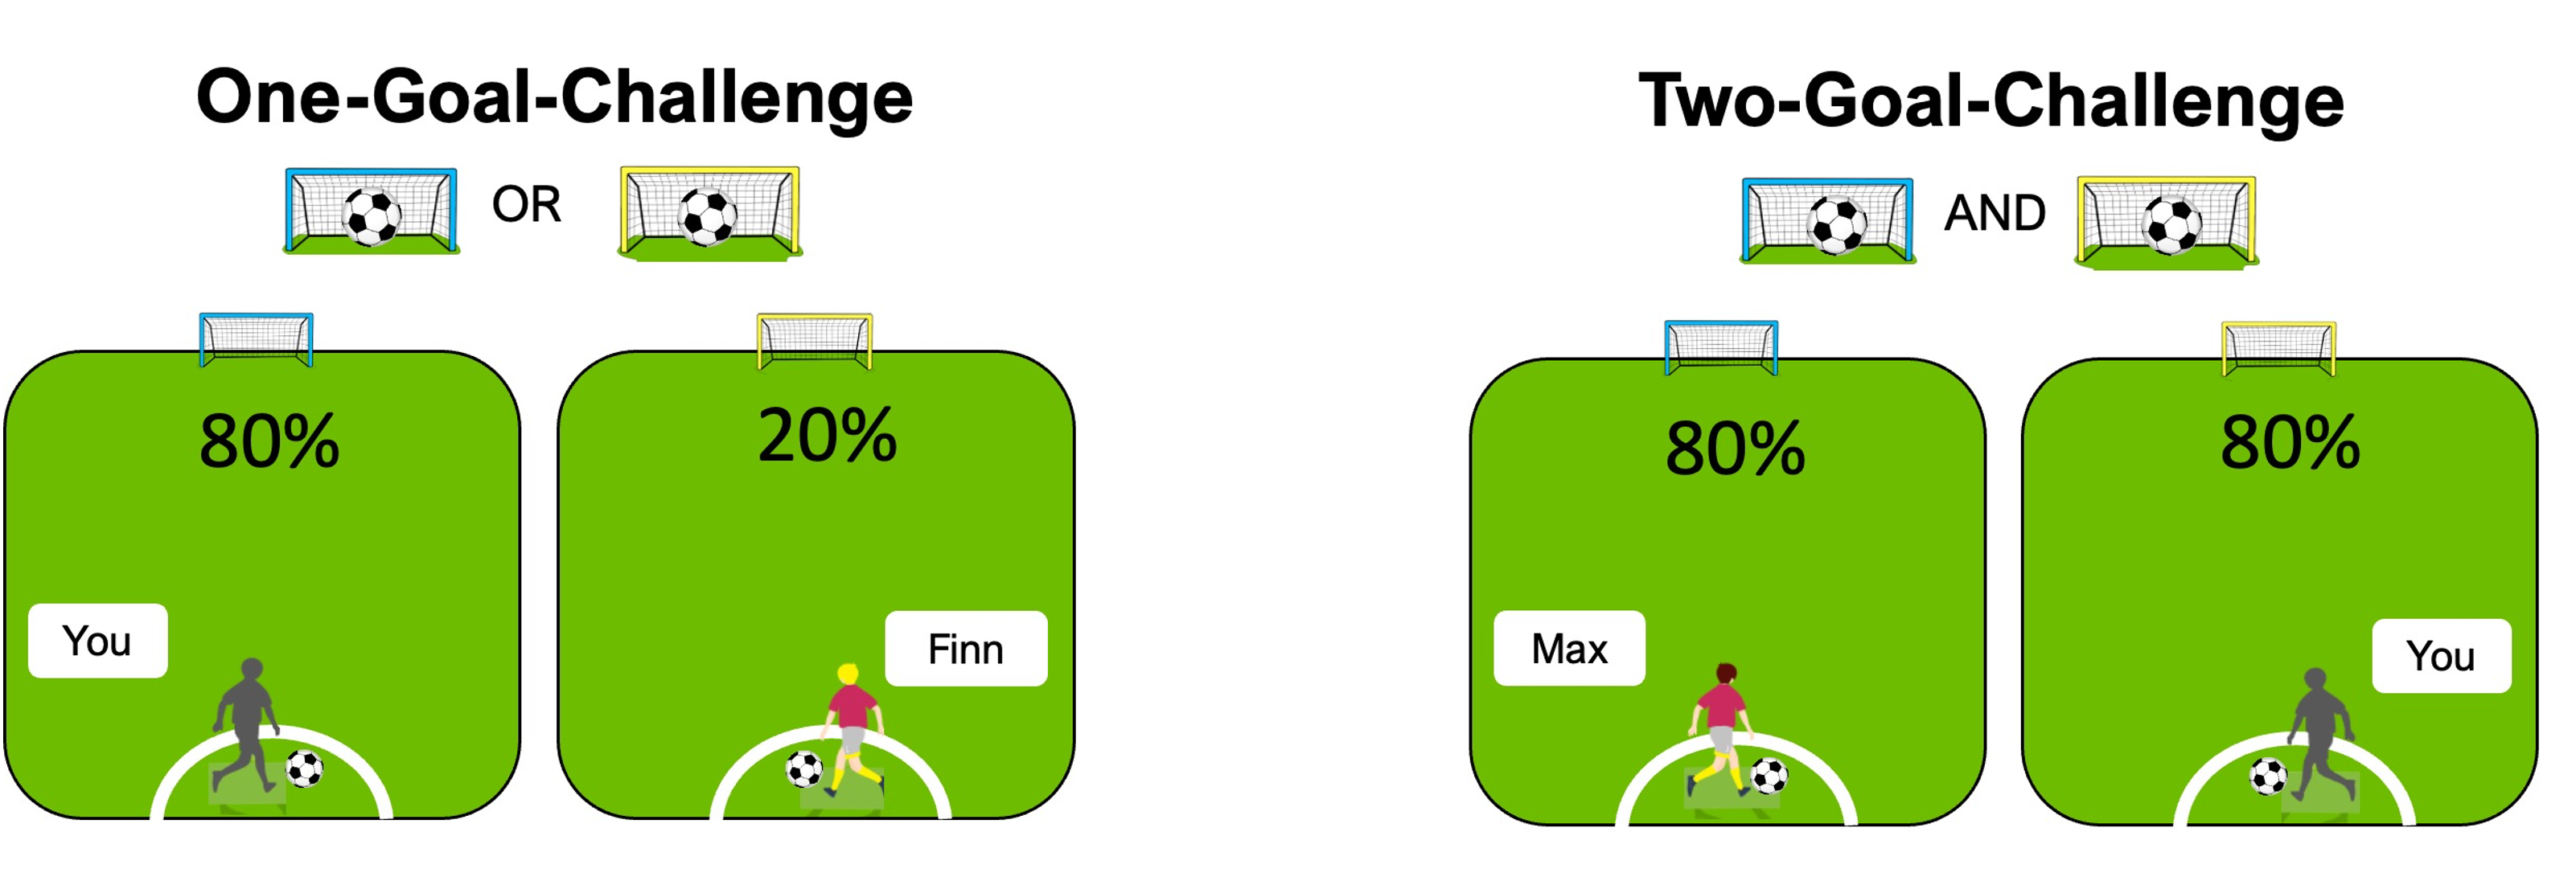 One-Goal-Challenge
OR
80%
20%
You
Finn
Two-Goal-Challenge
AND
80%
80%
Max
You